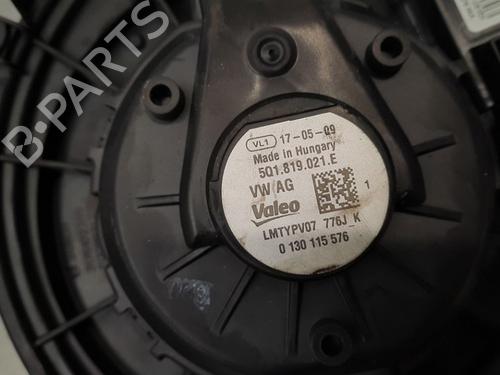 B-PARTS
VL1 17-05-09
Made in Hungary
5Q1.819.021.E
VW AG
1
Valeo
LMTYPV07 776J_K
0 130 115 576